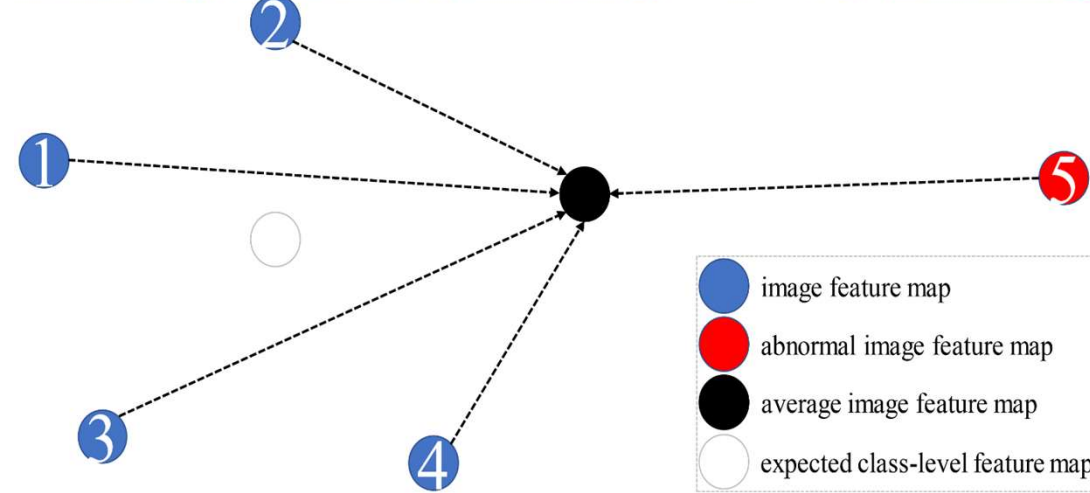 2
1
5
3
4
image feature map
abnormal image feature map
average image feature map
expected class-level feature map